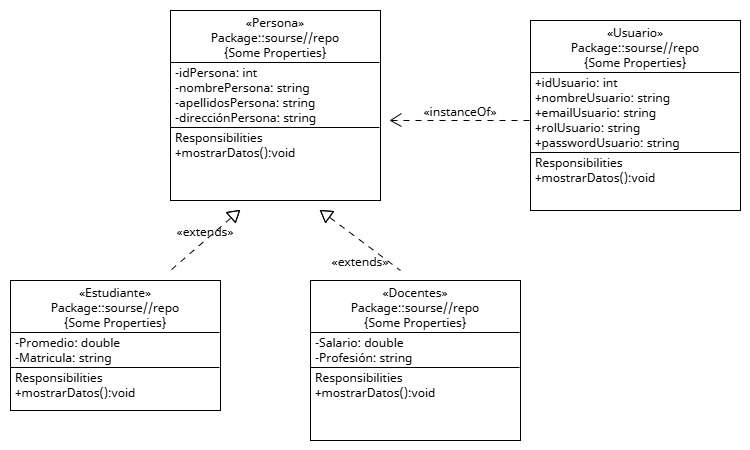 «Persona»
Package::sourse//repo
{Some Properties}
-idPersona: int
-nombrePersona: string
-apellidosPersona: string
-direcciónPersona: string
Responsibilities
+mostrarDatos():void
«instanceOf»
«Usuario»
Package::sourse//repo
{Some Properties}
+idUsuario: int
+nombreUsuario: string
+emailUsuario: string
+rolUsuario: string
+passwordUsuario: string
Responsibilities
+mostrarDatos():void
«extends»
«extends»
«Estudiante»
Package::sourse//repo
{Some Properties}
-Promedio: double
-Matricula: string
Responsibilities
+mostrarDatos():void
«Docentes»
Package::sourse//repo
{Some Properties}
-Salario: double
-Profesión: string
Responsibilities
+mostrarDatos():void